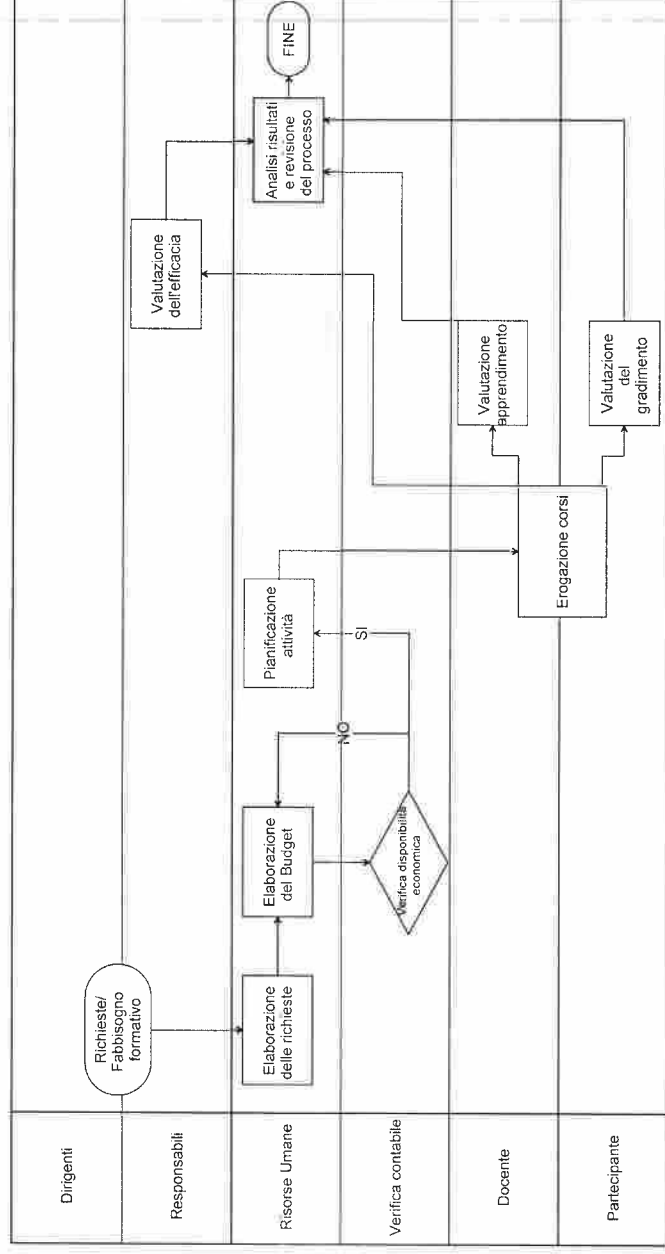 Dirigenti
Responsabili
Risorse Umane
Verifica contabile
Docente
Partecipante
Richieste/
Fabbisogno
formativo
Elaborazione
delle richieste
Elaborazione
del Budget
Verifica disponibilità
economica
NO
SI
Pianificazione
attività
Erogazione corsi
Valutazione
dell'efficacia
Valutazione
apprendimento
Valutazione
del
gradimento
Analisi risultati
e revisione
del processo
FINE